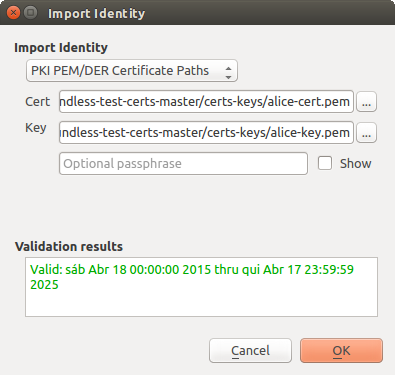 Import Identity
Import Identity
PKI PEM/DER Certificate Paths
Cert ndless-test-certs-master/certs-keys/alice-cert.pem ...
Key ndless-test-certs-master/certs-keys/alice-key.pem ...
Optional passphrase Show
Validation results
Valid: sáb Abr 18 00:00:00 2015 thru qui Abr 17 23:59:59
2025
Cancel OK